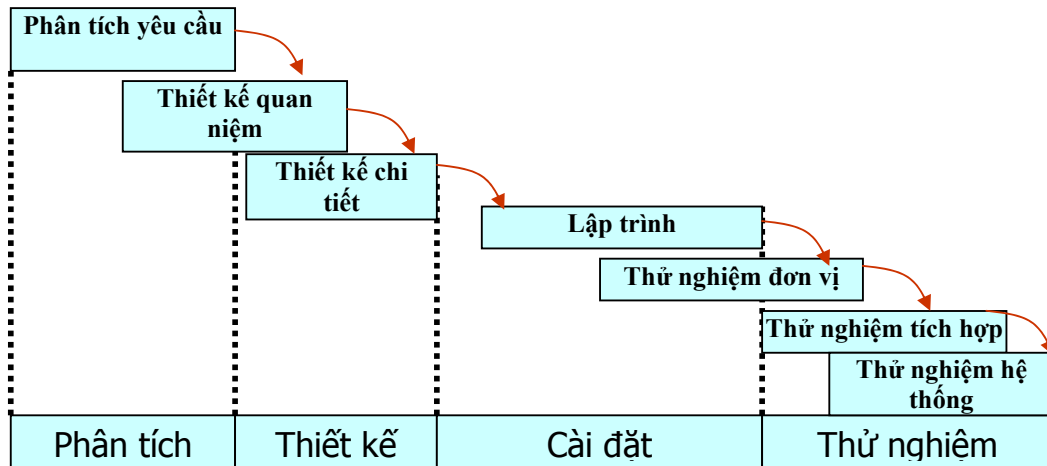 Phân tích yêu cầu
Thiết kế quan
niệm
Thiết kế chi
tiết
Lập trình
Thử nghiệm đơn vị
Thử nghiệm tích hợp
Thử nghiệm hệ
thống
Phân tích
Thiết kế
Cài đặt
Thử nghiệm